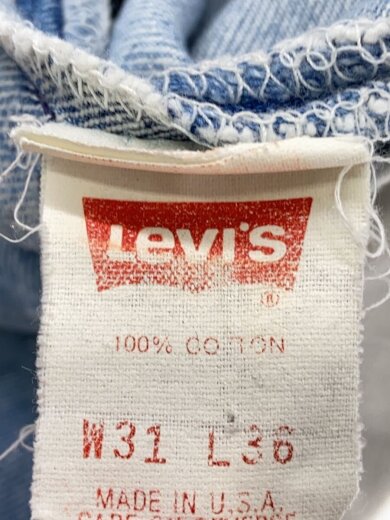 Levi's
®
100% COTTON
W31 L36
MADE IN U.S.A.